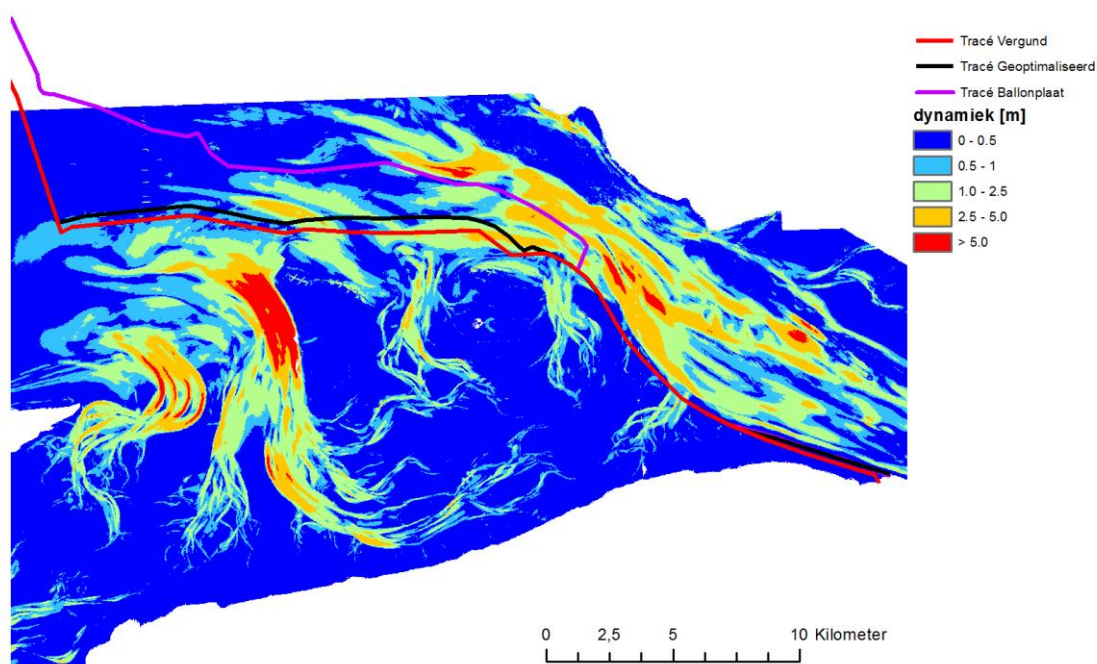 Tracé Vergund
Tracé Geoptimaliseerd
Tracé Ballonplaat
dynamiek [m]
0 - 0.5
0.5 - 1
1.0 - 2.5
2.5 - 5.0
> 5.0
0 2,5 5 10 Kilometer